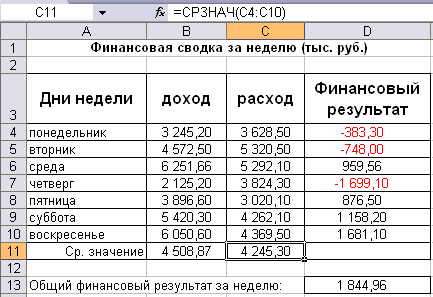 C11 fx =СРЗНАЧ(C4:C10)
A B C D
1 Финансовая сводка за неделю (тыс. руб.)
2
3 Дни недели доход расход Финансовый результат
4 понедельник 3 245,20 3 628,50 -383,30
5 вторник 4 572,50 5 320,50 -748,00
6 среда 6 251,66 5 292,10 959,56
7 четверг 2 125,20 3 824,30 -1 699,10
8 пятница 3 896,60 3 020,10 876,50
9 суббота 5 420,30 4 262,10 1 158,20
10 воскресенье 6 050,60 4 369,50 1 681,10
11 Ср. значение 4 508,87 4 245,30
12
13 Общий финансовый результат за неделю: 1 844,96